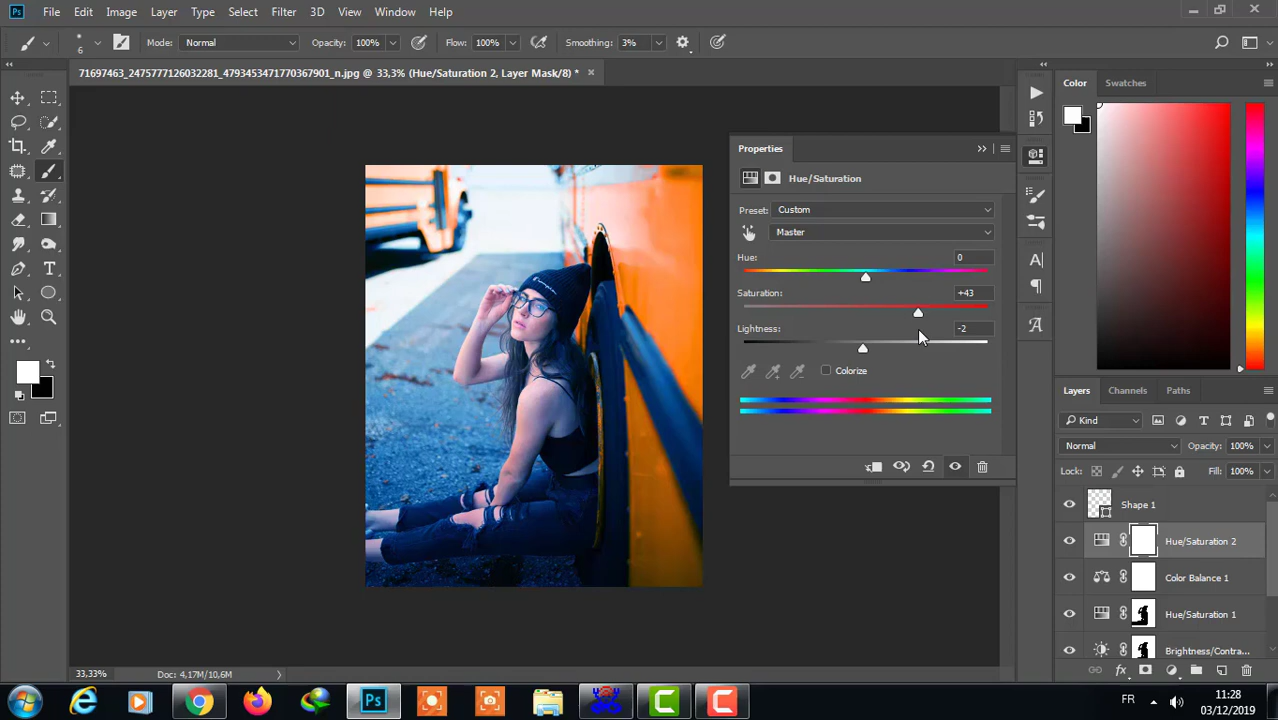 Ps File Edit Image Layer Type Select Filter 3D View Window Help
6 Mode: Normal Opacity: 100% Flow: 100% Smoothing: 3%
71697463_2475777126032281_4793453471770367901_n.jpg @ 33,3% (Hue/Saturation 2, Layer Mask/8) *
Color Swatches
Properties
Hue/Saturation
Preset: Custom
Master
Hue: 0
Saturation: +43
Lightness: -2
Colorize
Champion
Layers Channels Paths
Kind
Normal Opacity: 100%
Lock: Fill: 100%
Shape 1
Hue/Saturation 2
Color Balance 1
Hue/Saturation 1
Brightness/Contra...
33,33% Doc: 4,17M/10,6M
Ps FR 11:28
03/12/2019